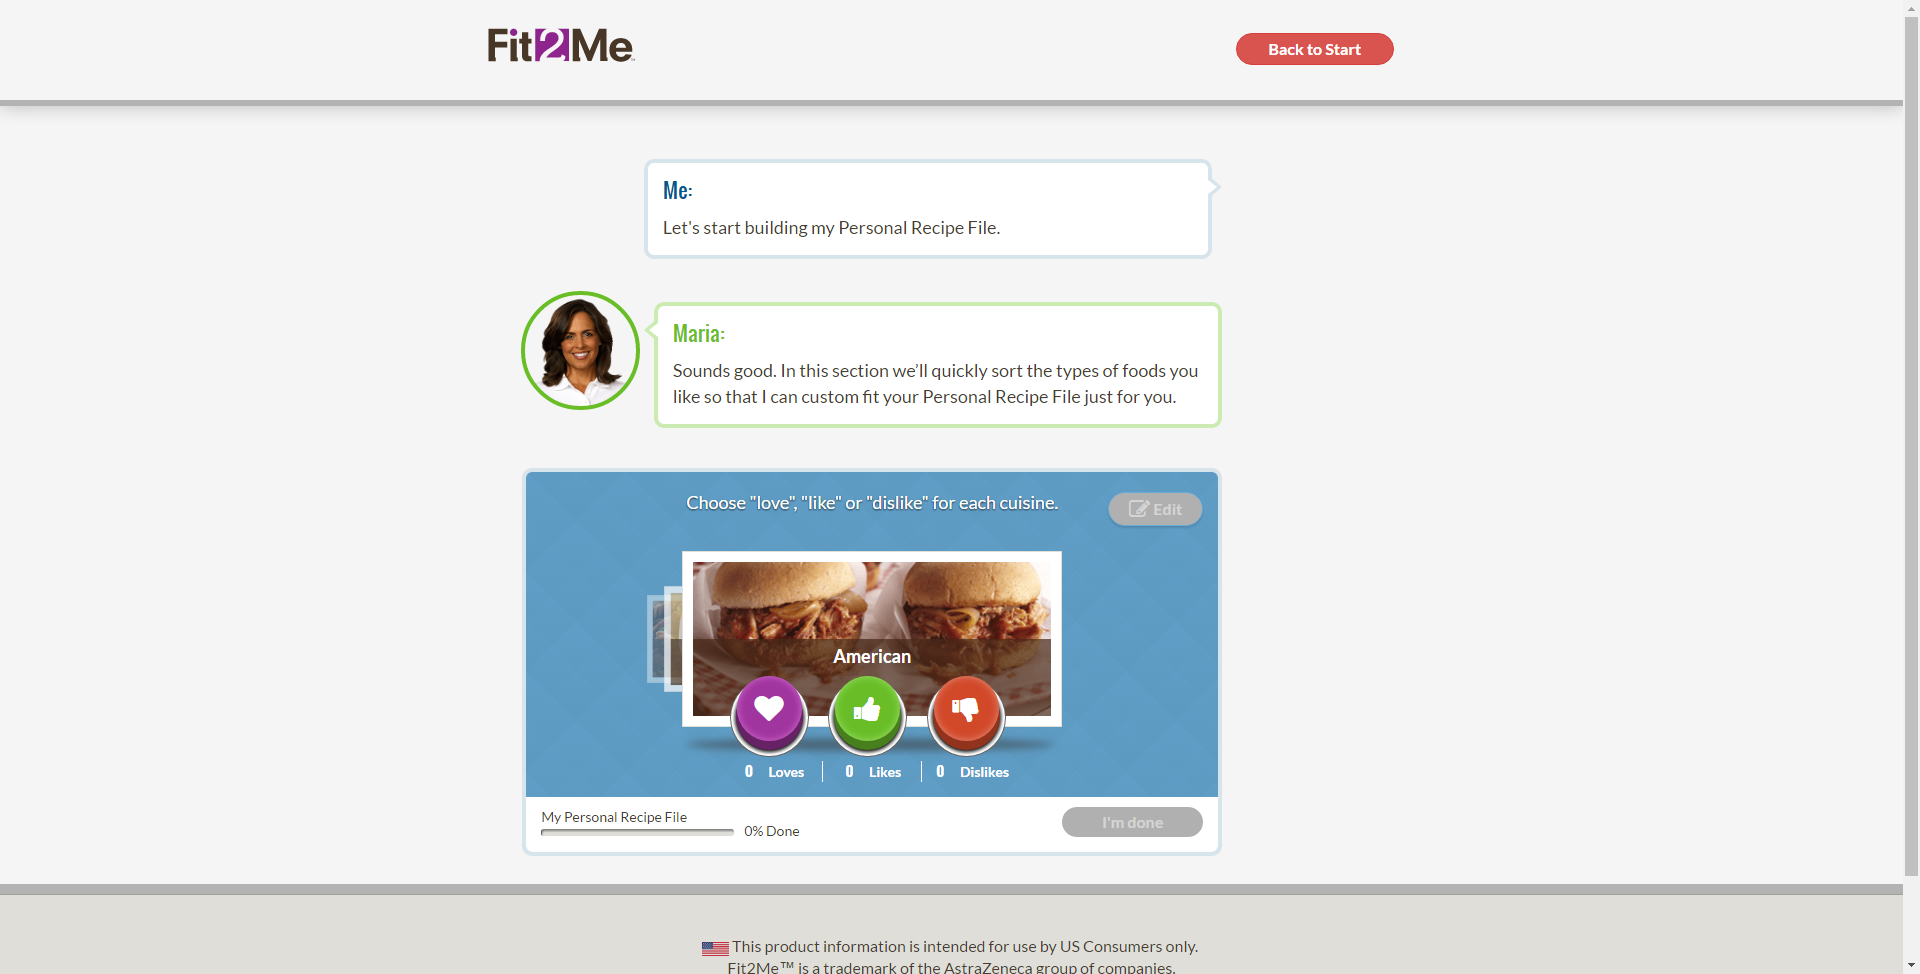 Fit2Me
Back to Start
Me:
Let's start building my Personal Recipe File.
Maria:
Sounds good. In this section we’ll quickly sort the types of foods you
like so that I can custom fit your Personal Recipe File just for you.
Choose "love", "like" or "dislike" for each cuisine.
Edit
American
0 Loves
0 Likes
0 Dislikes
My Personal Recipe File
0% Done
I'm done
This product information is intended for use by US Consumers only.
Fit2Me™ is a trademark of the AstraZeneca group of companies.